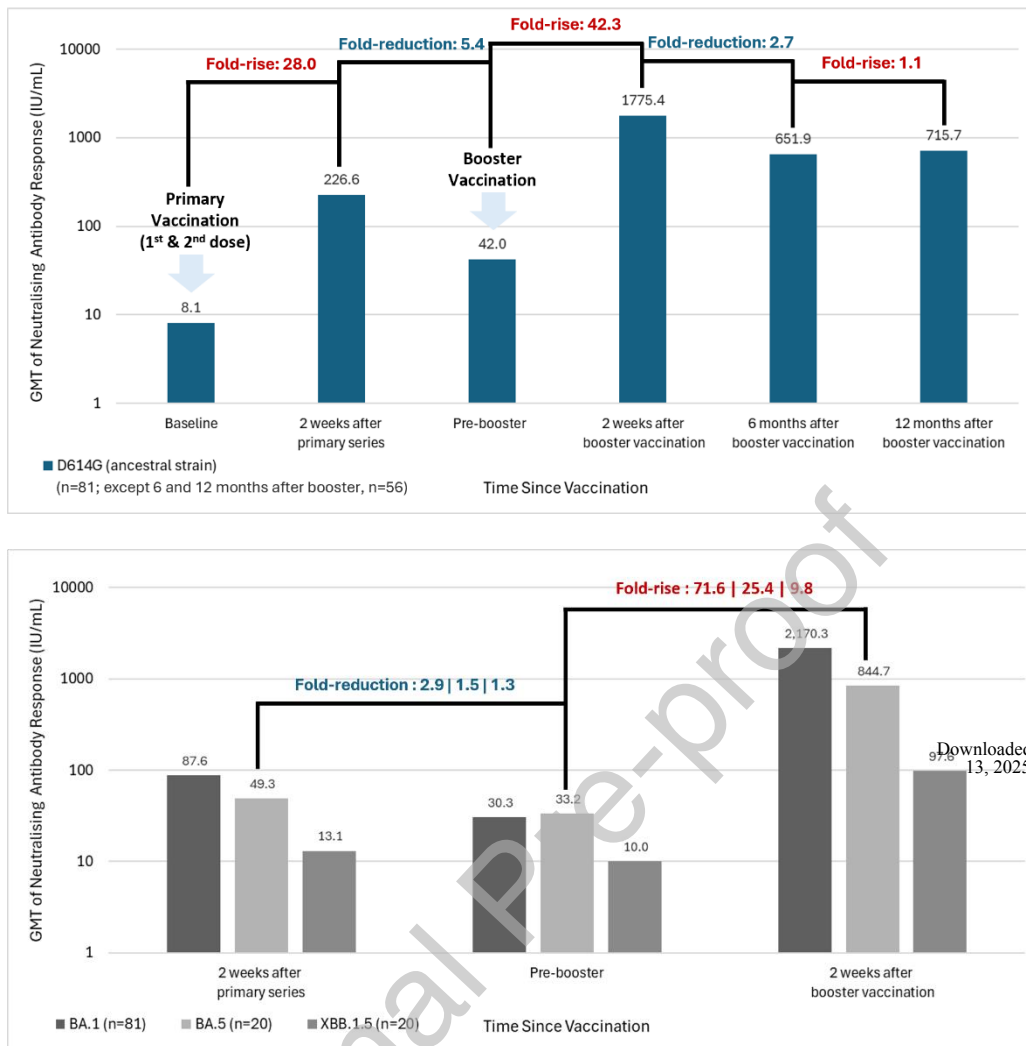 Fold-rise: 42.3
Fold-reduction: 5.4
Fold-reduction: 2.7
Fold-rise: 28.0
Fold-rise: 1.1
GMT of Neutralising Antibody Response (IU/mL)
10000
1000
100
10
1
1775.4
651.9
715.7
226.6
42.0
8.1
Primary
Vaccination
(1st & 2nd dose)
Booster
Vaccination
Baseline
2 weeks after
primary series
Pre-booster
2 weeks after
booster vaccination
6 months after
booster vaccination
12 months after
booster vaccination
D614G (ancestral strain)
(n=81; except 6 and 12 months after booster, n=56)
Time Since Vaccination
GMT of Neutralising Antibody Response (IU/mL)
10000
1000
100
10
1
Fold-rise : 71.6 | 25.4 | 9.8
Fold-reduction : 2.9 | 1.5 | 1.3
87.6
49.3
13.1
30.3
33.2
10.0
2,170.3
844.7
97.6
Downloaded
13, 2025
2 weeks after
primary series
Pre-booster
2 weeks after
booster vaccination
BA.1 (n=81) BA.5 (n=20) XBB.1.5 (n=20)
Time Since Vaccination
nal Pre-proof